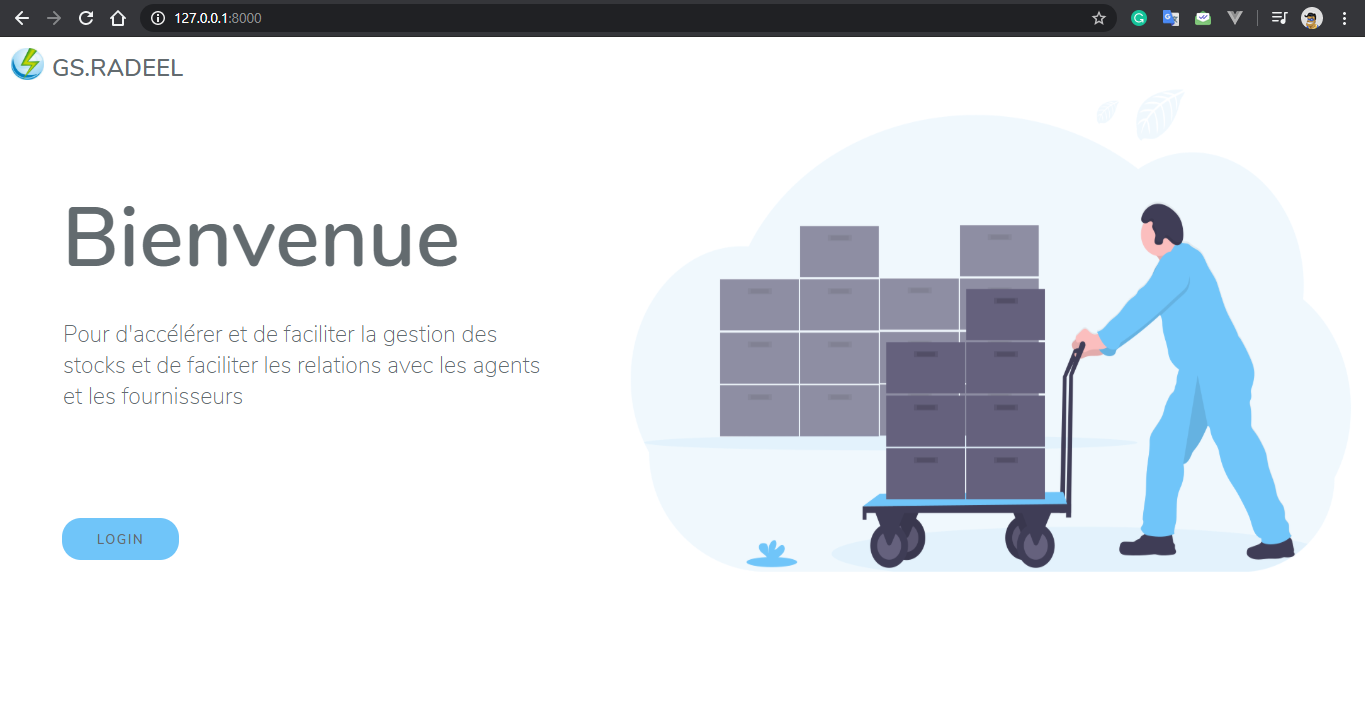 127.0.0.1:8000
GS.RADEEL
Bienvenue
Pour d'accélérer et de faciliter la gestion des
stocks et de faciliter les relations avec les agents
et les fournisseurs
LOGIN